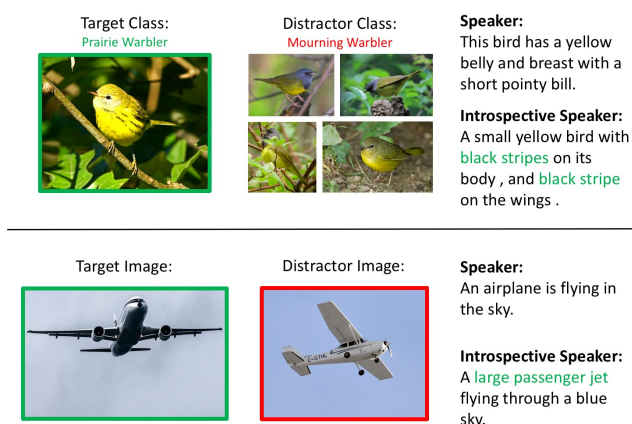 Target Class:
Prairie Warbler
Distractor Class:
Mourning Warbler
Speaker:
This bird has a yellow
belly and breast with a
short pointy bill.
Introspective Speaker:
A small yellow bird with
black stripes on its
body , and black stripe
on the wings .
Target Image:
Distractor Image:
Speaker:
An airplane is flying in
the sky.
Introspective Speaker:
A large passenger jet
flying through a blue
sky.